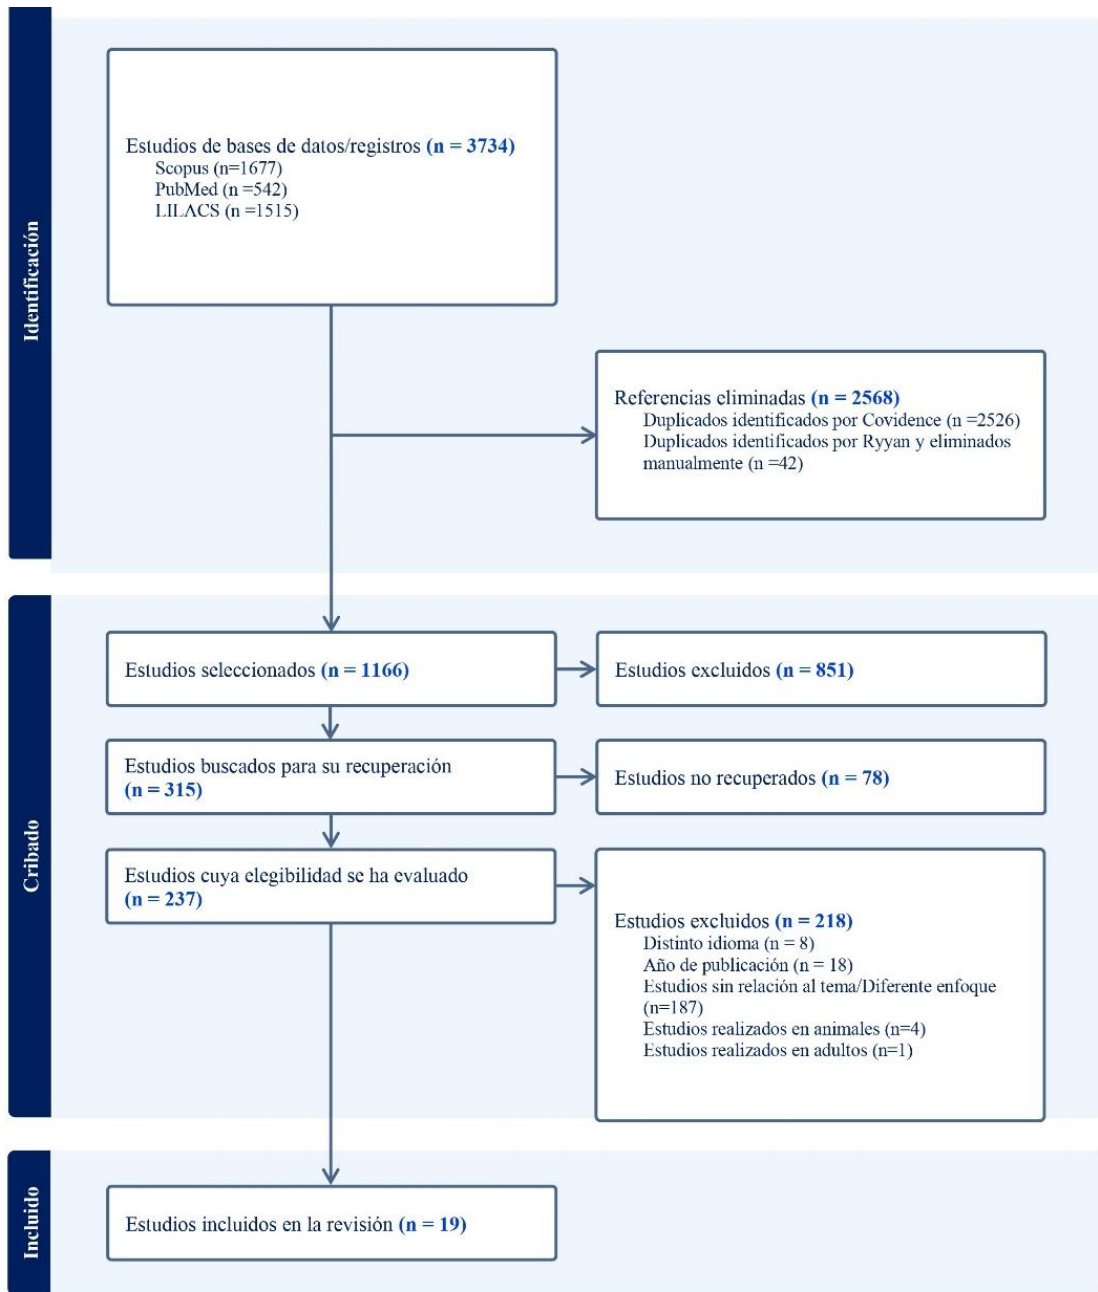 Identificación
Estudios de bases de datos/registros (n = 3734)
Scopus (n=1677)
PubMed (n =542)
LILACS (n =1515)
Referencias eliminadas (n = 2568)
Duplicados identificados por Covidence (n =2526)
Duplicados identificados por Ryyan y eliminados
manualmente (n =42)
Cribado
Estudios seleccionados (n = 1166)
Estudios excluidos (n = 851)
Estudios buscados para su recuperación
(n = 315)
Estudios no recuperados (n = 78)
Estudios cuya elegibilidad se ha evaluado
(n = 237)
Estudios excluidos (n = 218)
Distinto idioma (n = 8)
Año de publicación (n = 18)
Estudios sin relación al tema/Diferente enfoque
(n=187)
Estudios realizados en animales (n=4)
Estudios realizados en adultos (n=1)
Incluido
Estudios incluidos en la revisión (n = 19)